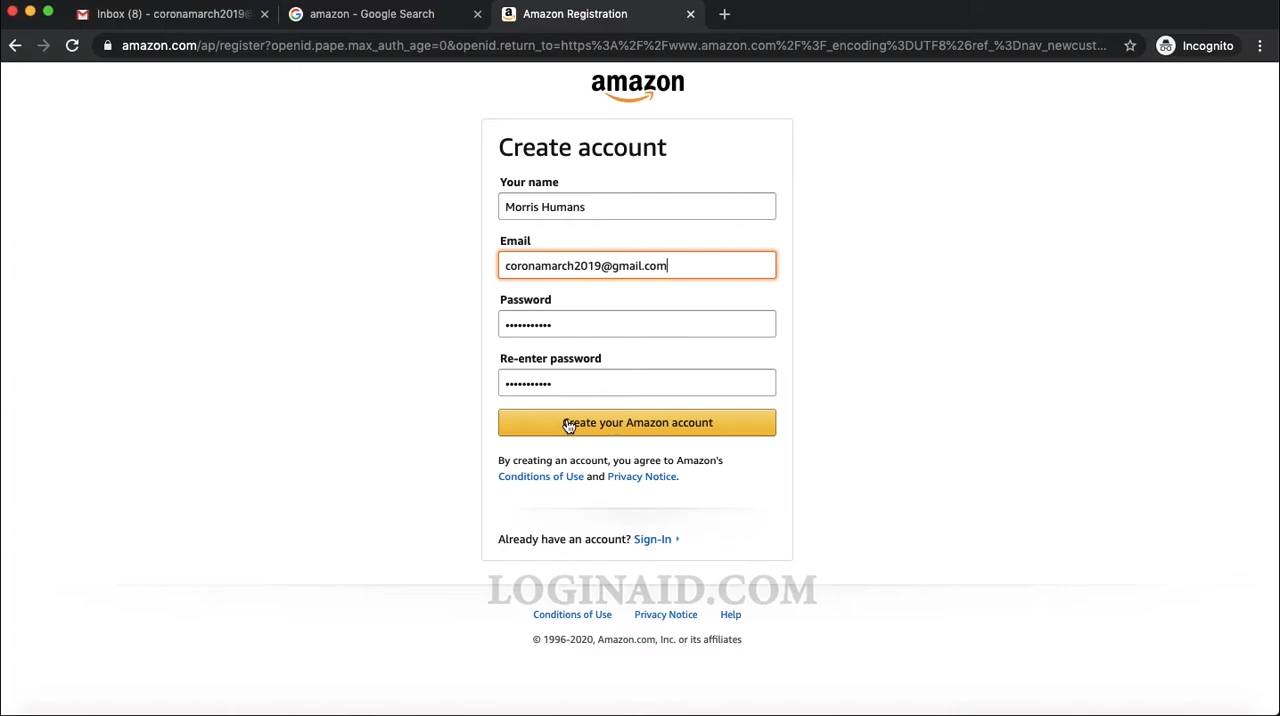 Inbox (8) - coronamarch2019@
amazon - Google Search
Amazon Registration
amazon.com/ap/register?openid.pape.max_auth_age=0&openid.return_to=https%3A%2F%2Fwww.amazon.com%2F%3F_encoding%3DUTF8%26ref_%3Dnav_newcust...
Incognito
amazon
Create account
Your name
Morris Humans
Email
coronamarch2019@gmail.com
Password
•••••••••••
Re-enter password
•••••••••••
Create your Amazon account
By creating an account, you agree to Amazon's
Conditions of Use and Privacy Notice.
Already have an account? Sign-In
LOGINAID.COM
Conditions of Use Privacy Notice Help
© 1996-2020, Amazon.com, Inc. or its affiliates